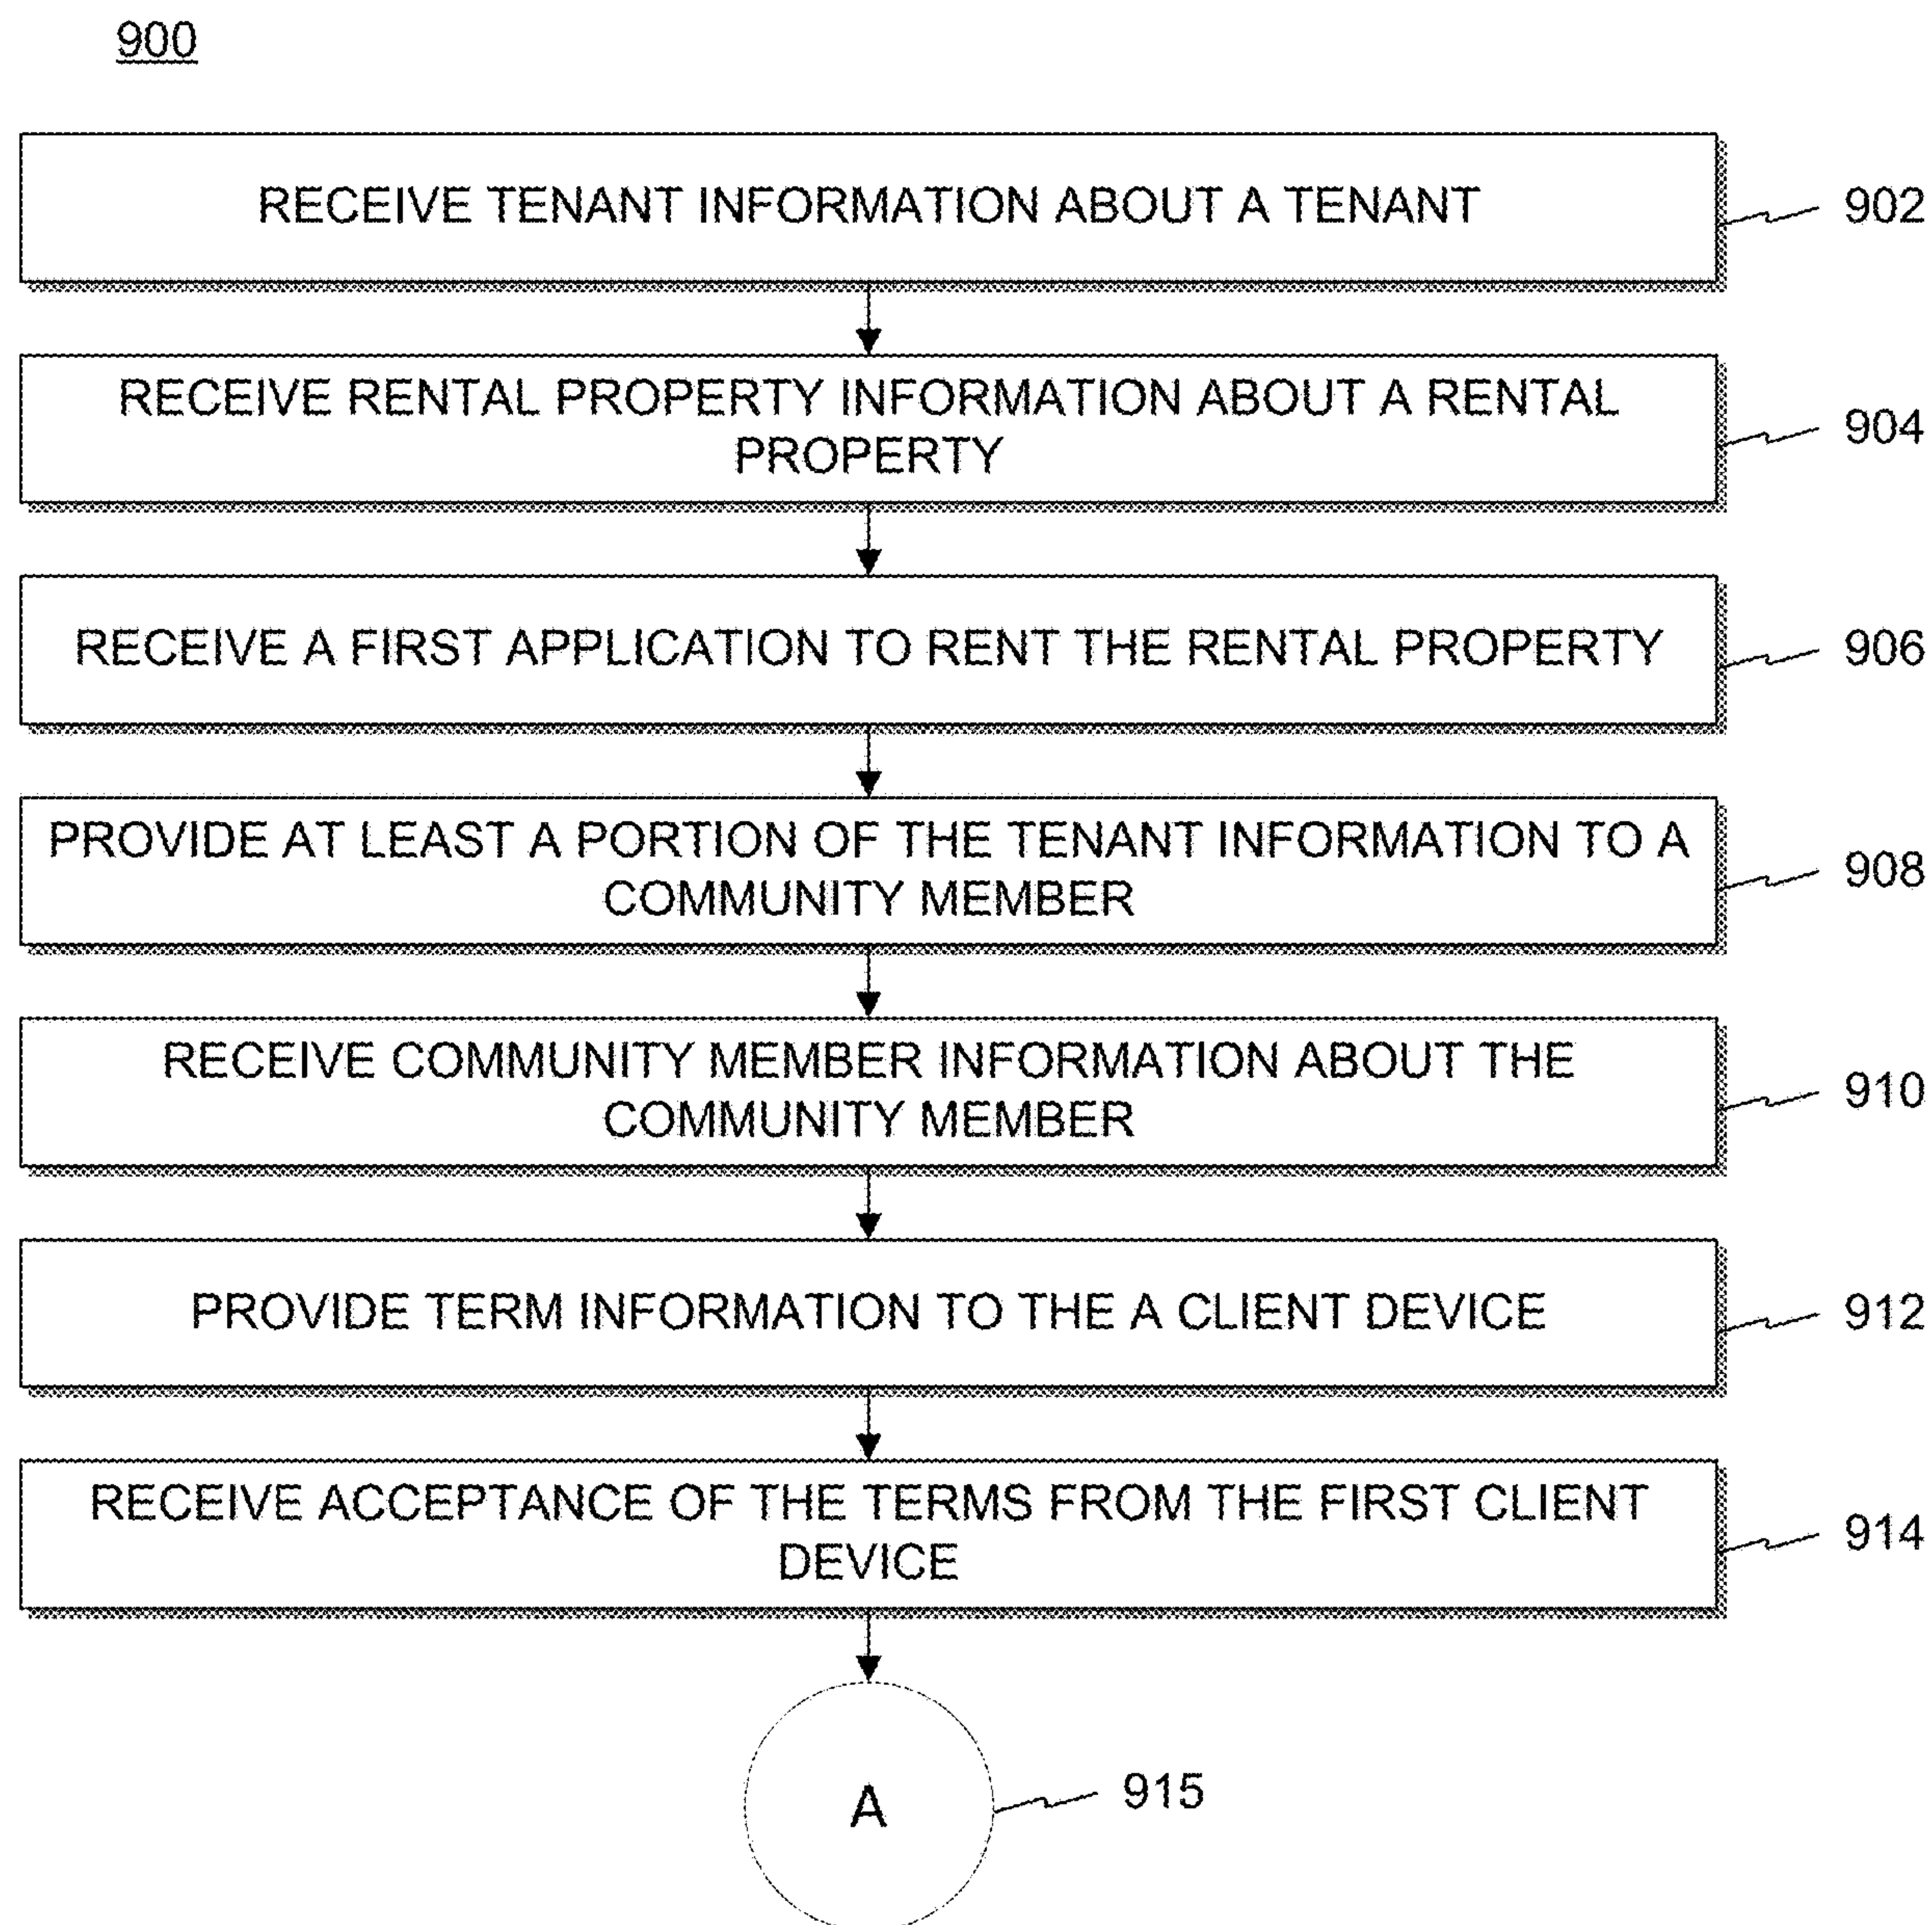 900
RECEIVE TENANT INFORMATION ABOUT A TENANT
902
RECEIVE RENTAL PROPERTY INFORMATION ABOUT A RENTAL
PROPERTY
904
RECEIVE A FIRST APPLICATION TO RENT THE RENTAL PROPERTY
906
PROVIDE AT LEAST A PORTION OF THE TENANT INFORMATION TO A
COMMUNITY MEMBER
908
RECEIVE COMMUNITY MEMBER INFORMATION ABOUT THE
COMMUNITY MEMBER
910
PROVIDE TERM INFORMATION TO THE A CLIENT DEVICE
912
RECEIVE ACCEPTANCE OF THE TERMS FROM THE FIRST CLIENT
DEVICE
914
A
915